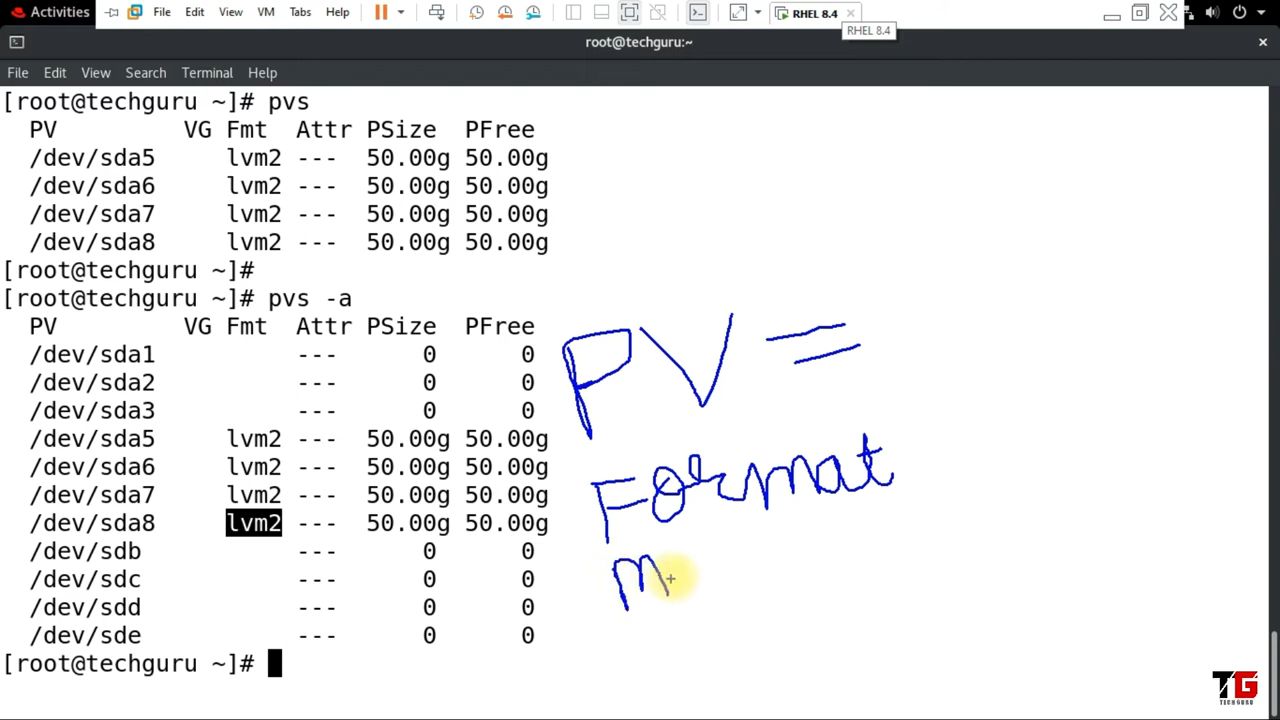 Activities File Edit View VM Tabs Help RHEL 8.4
RHEL 8.4
root@techguru:~
File Edit View Search Terminal Help
[root@techguru ~]# pvs
PV VG Fmt Attr PSize PFree
/dev/sda5 lvm2 --- 50.00g 50.00g
/dev/sda6 lvm2 --- 50.00g 50.00g
/dev/sda7 lvm2 --- 50.00g 50.00g
/dev/sda8 lvm2 --- 50.00g 50.00g
[root@techguru ~]#
[root@techguru ~]# pvs -a
PV VG Fmt Attr PSize PFree
/dev/sda1 --- 0 0
/dev/sda2 --- 0 0
/dev/sda3 --- 0 0
/dev/sda5 lvm2 --- 50.00g 50.00g
/dev/sda6 lvm2 --- 50.00g 50.00g
/dev/sda7 lvm2 --- 50.00g 50.00g
/dev/sda8 lvm2 --- 50.00g 50.00g
/dev/sdb --- 0 0
/dev/sdc --- 0 0
/dev/sdd --- 0 0
/dev/sde --- 0 0
[root@techguru ~]#
PV =
Format
m
TG
TECHGURU